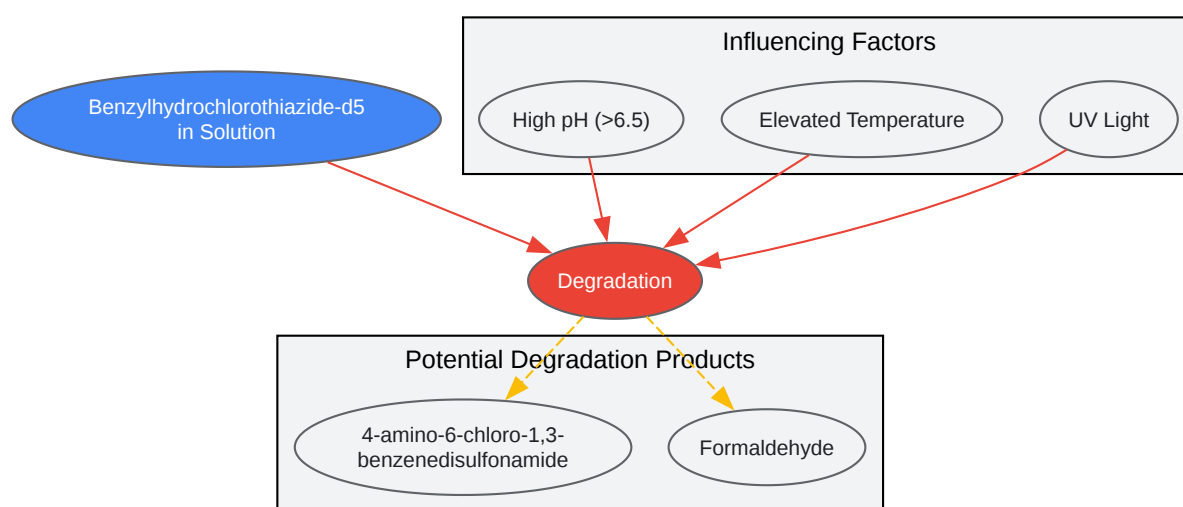 Influencing Factors
Benzylhydrochlorothiazide-d5
in Solution
High pH (>6.5)
Elevated Temperature
UV Light
Degradation
Potential Degradation Products
4-amino-6-chloro-1,3-
benzenedisulfonamide
Formaldehyde